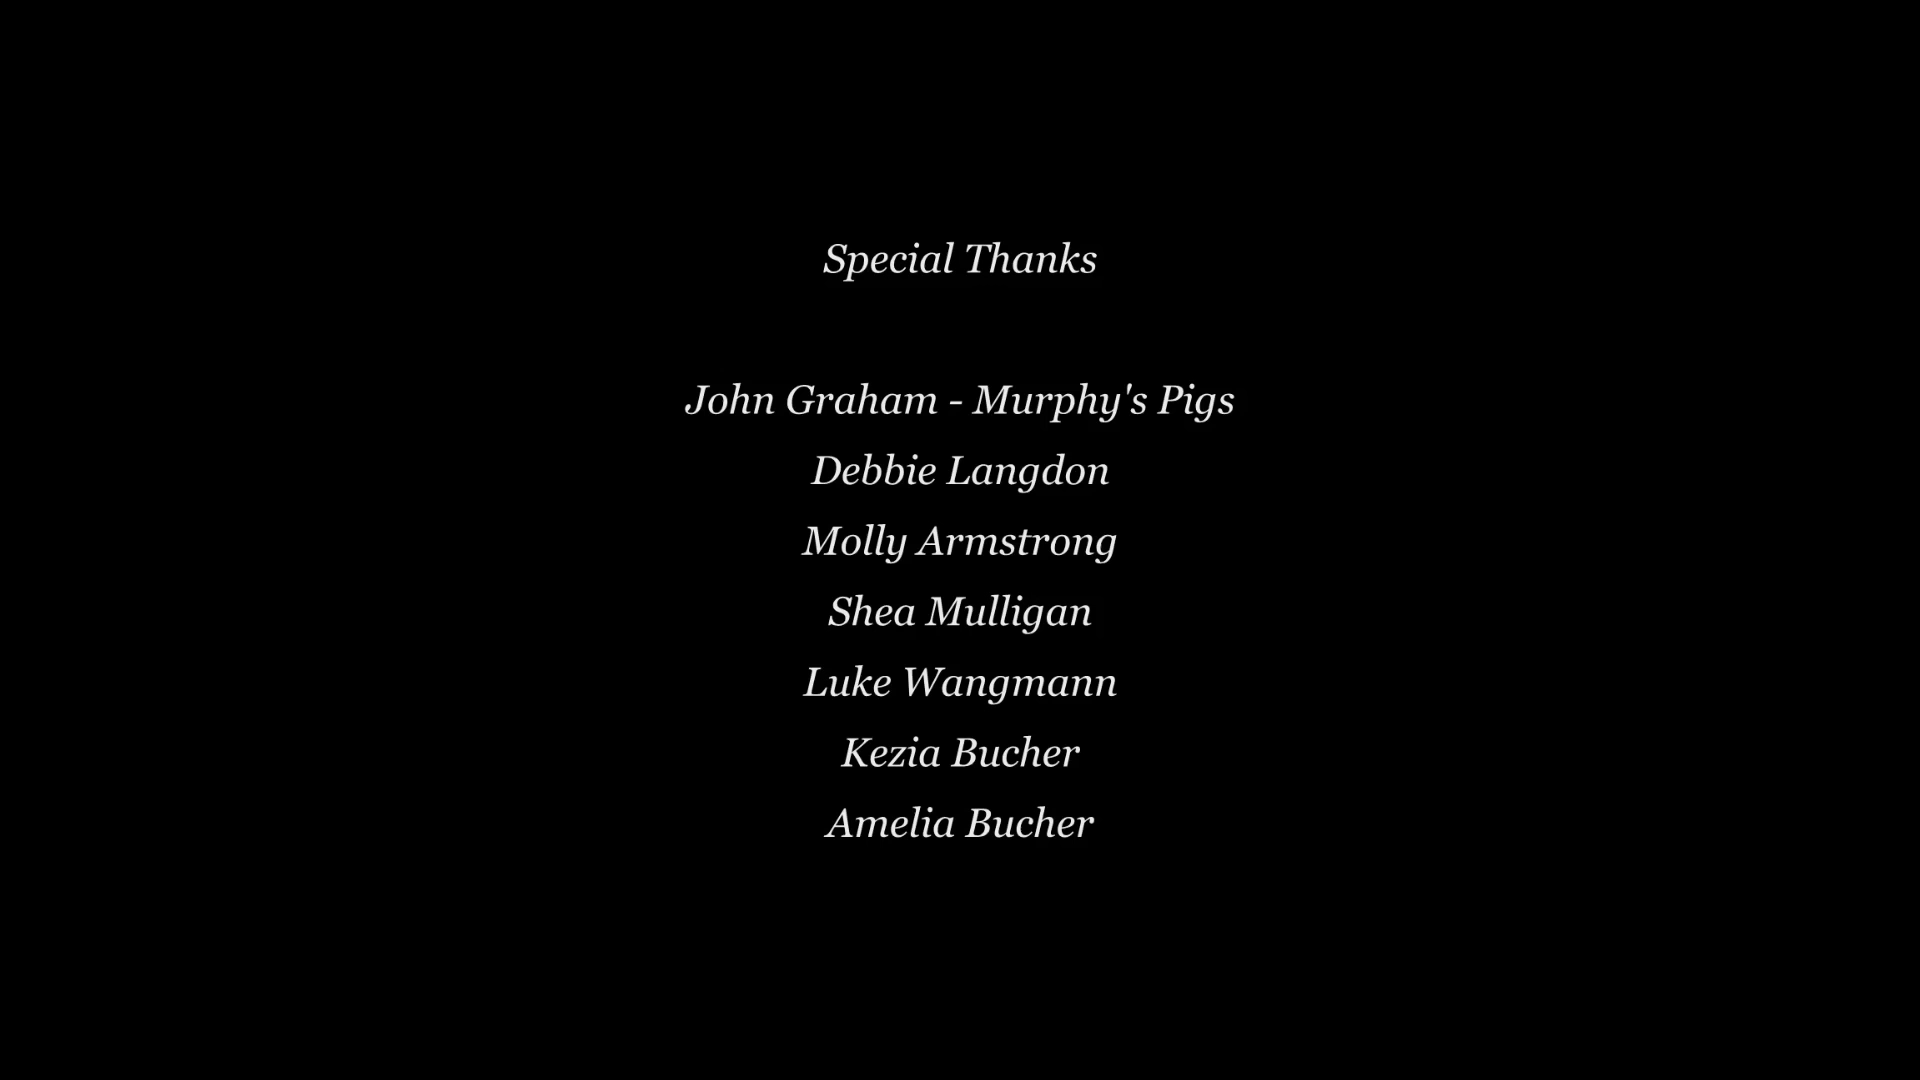 Special Thanks
John Graham - Murphy's Pigs
Debbie Langdon
Molly Armstrong
Shea Mulligan
Luke Wangmann
Kezia Bucher
Amelia Bucher